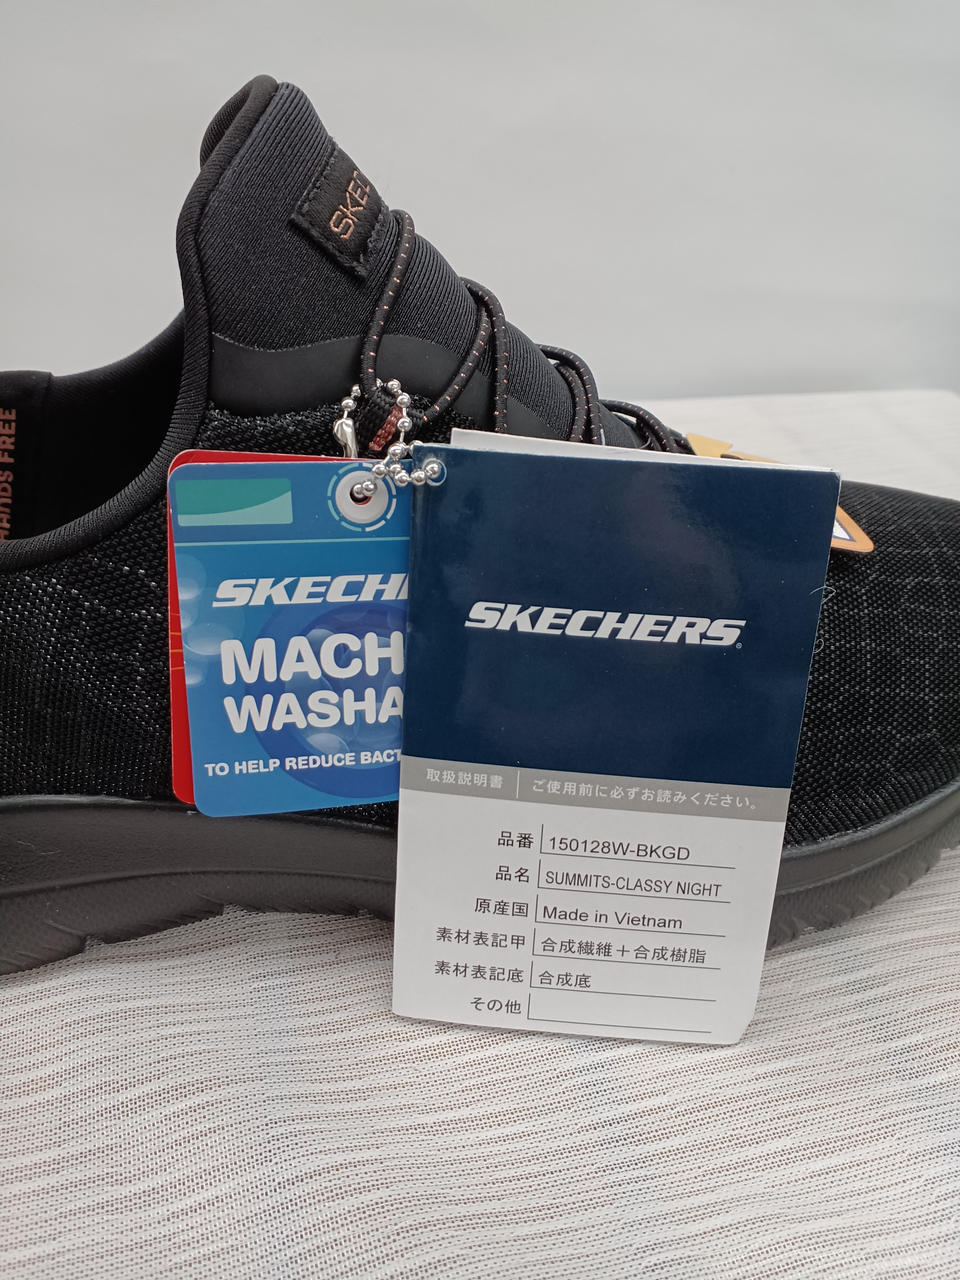 SKEC
HANDS FREE
SKECHE
MACH
WASHA
TO HELP REDUCE BACT
SKECHERS
取扱説明書 ご使用前に必ずお読みください。
品番 150128W-BKGD
品名 SUMMITS-CLASSY NIGHT
原産国 Made in Vietnam
素材表記甲 合成繊維＋合成樹脂
素材表記底 合成底
その他